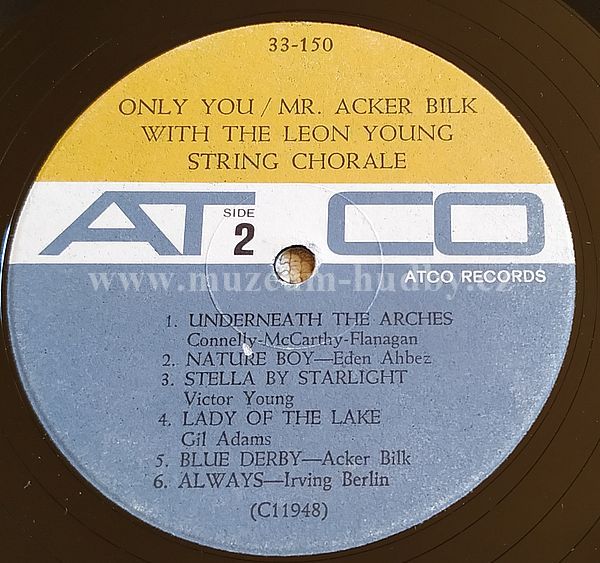 33-150
ONLY YOU / MR. ACKER BILK
WITH THE LEON YOUNG
STRING CHORALE
ATCO
SIDE
2
ATCO RECORDS
www.muzeum-hudby.cz
1. UNDERNEATH THE ARCHES
Connelly-McCarthy-Flanagan
2. NATURE BOY—Eden Ahbez
3. STELLA BY STARLIGHT
Victor Young
4. LADY OF THE LAKE
Gil Adams
5. BLUE DERBY—Acker Bilk
6. ALWAYS—Irving Berlin
(C11948)